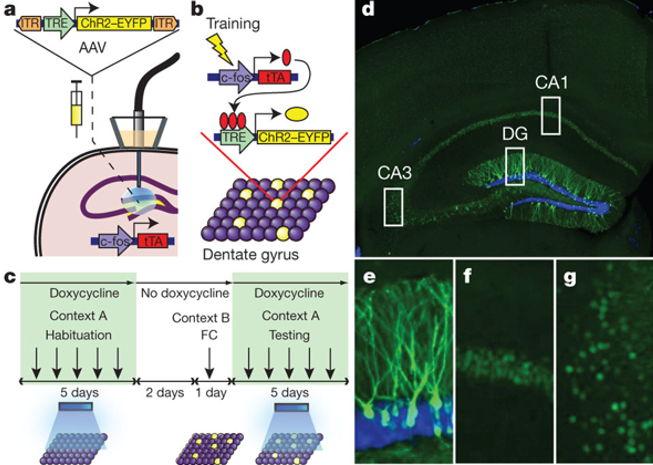 a
ITR TRE ChR2–EYFP ITR
AAV
c-fos tTA
b
Training
c-fos tTA
TRE ChR2–EYFP
Dentate gyrus
c
Doxycycline No doxycycline Doxycycline
Context A Context B Context A
Habituation FC Testing
5 days 2 days 1 day 5 days
d
CA1
DG
CA3
e
f
g